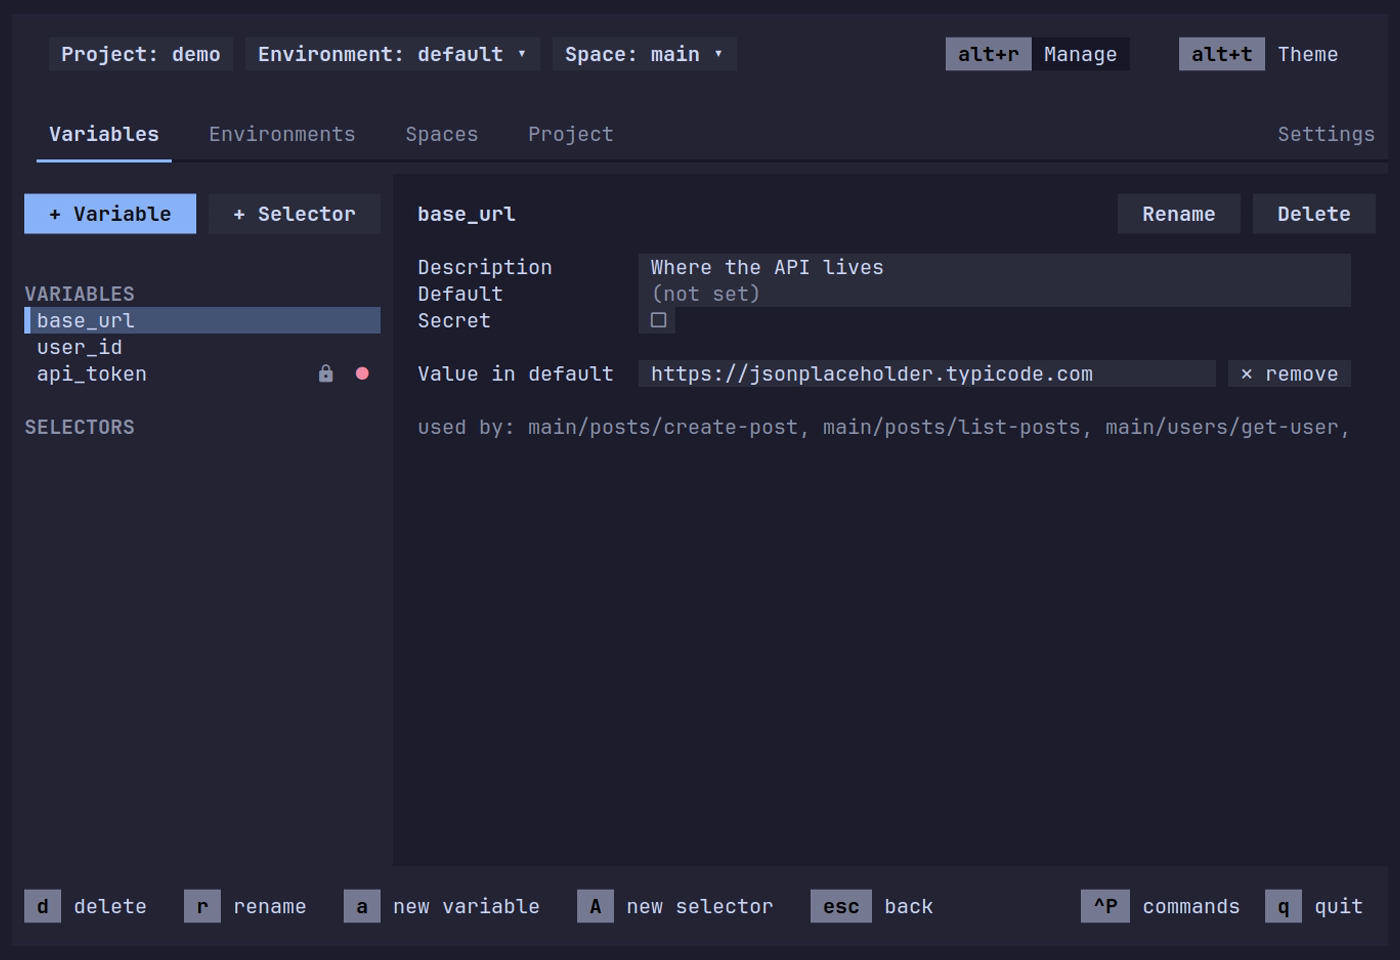 Project: demo Environment: default ▾ Space: main ▾ alt+r Manage alt+t Theme
Variables Environments Spaces Project Settings
+ Variable + Selector base_url Rename Delete
Description Where the API lives
VARIABLES Default (not set)
base_url Secret
user_id
api_token Value in default https://jsonplaceholder.typicode.com × remove
SELECTORS used by: main/posts/create-post, main/posts/list-posts, main/users/get-user,
d delete r rename a new variable A new selector esc back ^P commands q quit